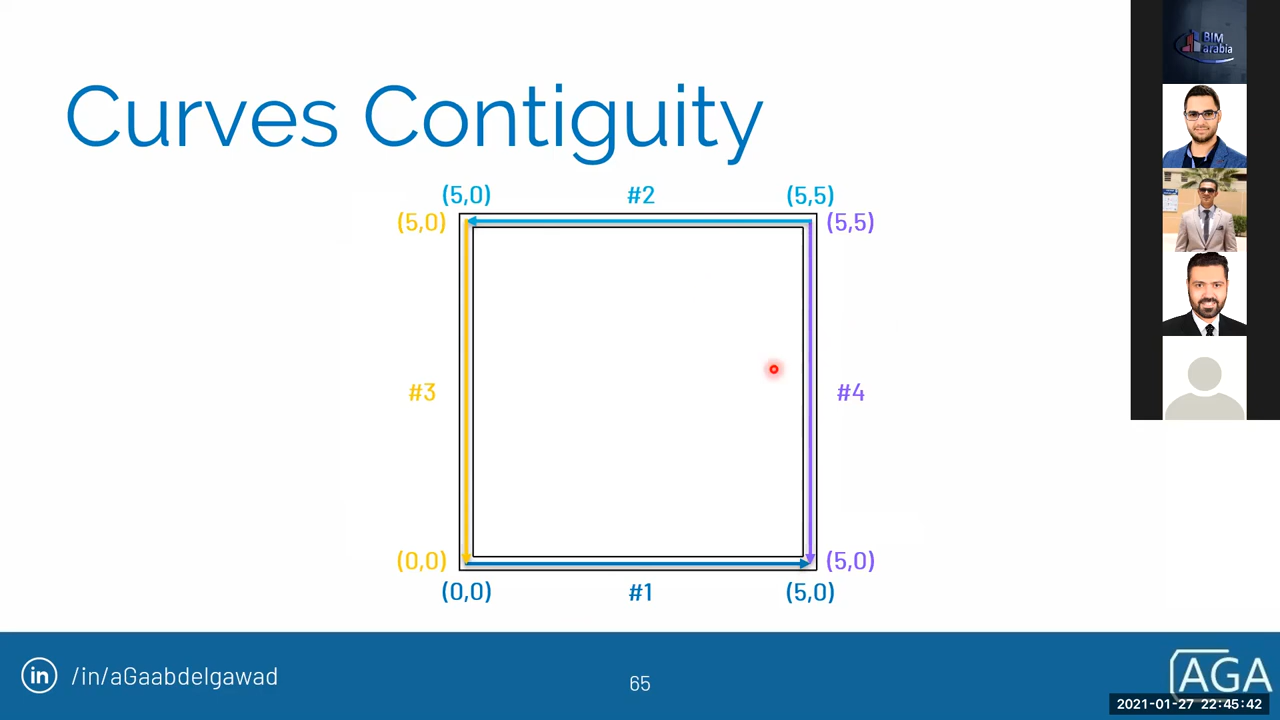 BIM
arabia
Curves Contiguity
(5,0) #2 (5,5)
(5,0) (5,5)
#3 #4
(0,0) (5,0)
(0,0) #1 (5,0)
in /in/aGaabdelgawad
65
AGA
2021-01-27 22:45:42